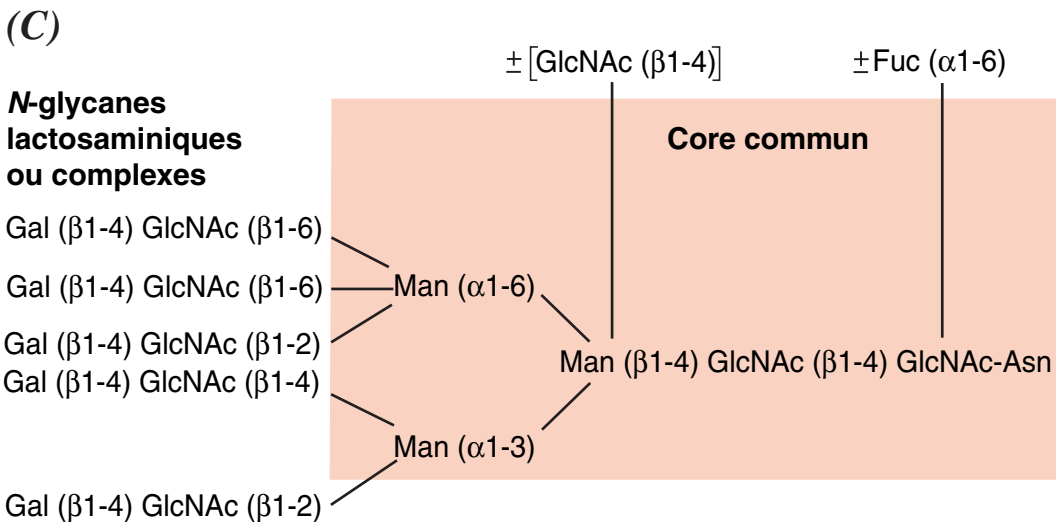 (C)
± [GlcNAc (β1-4)]
± Fuc (α1-6)
N-glycanes
lactosaminiques
ou complexes
Core commun
Gal (β1-4) GlcNAc (β1-6)
Gal (β1-4) GlcNAc (β1-6)
Man (α1-6)
Gal (β1-4) GlcNAc (β1-2)
Man (β1-4) GlcNAc (β1-4) GlcNAc-Asn
Gal (β1-4) GlcNAc (β1-4)
Man (α1-3)
Gal (β1-4) GlcNAc (β1-2)